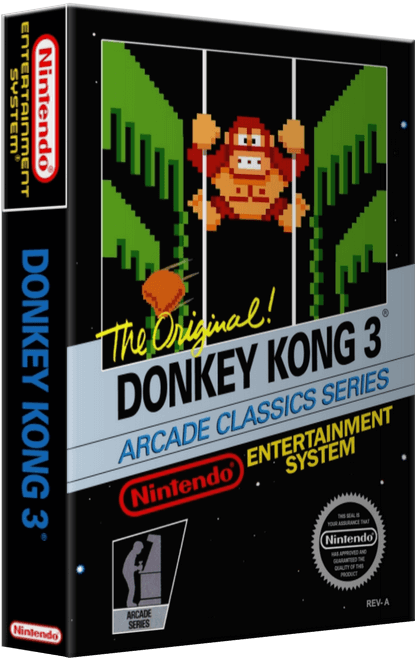 Nintendo®
ENTERTAINMENT
SYSTEM®
DONKEY KONG 3®
Nintendo®
The Original!
DONKEY KONG 3®
ARCADE CLASSICS SERIES
Nintendo®
ENTERTAINMENT
SYSTEM
ARCADE
SERIES
THIS SEAL IS
YOUR ASSURANCE THAT
Nintendo®
HAS APPROVED AND
GUARANTEED THE
QUALITY OF THIS
PRODUCT
REV-A